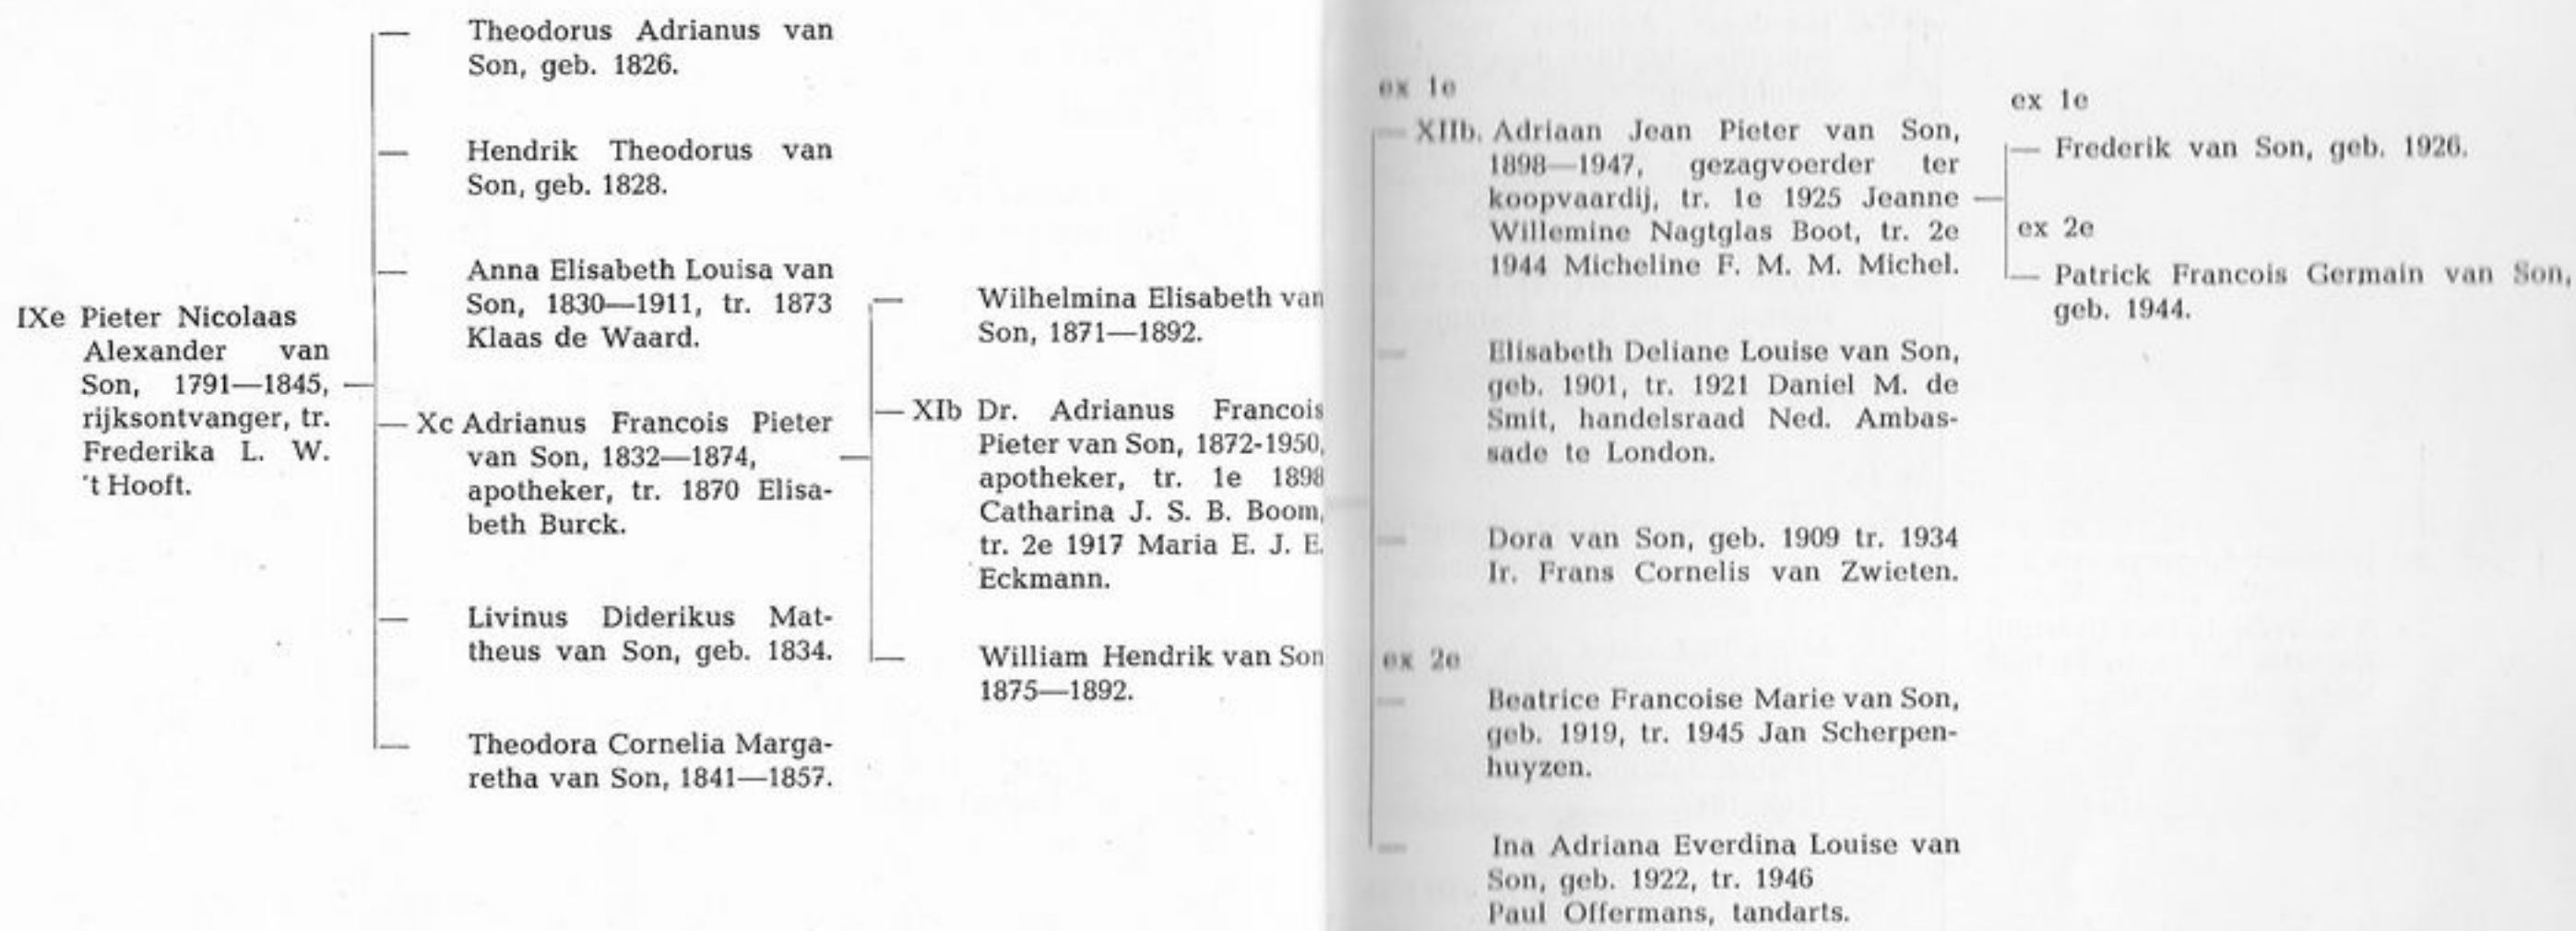 IXe Pieter Nicolaas
Alexander van
Son, 1791—1845,
rijksontvanger, tr.
Frederika L. W.
't Hooft.
Theodorus Adrianus van
Son, geb. 1826.
Hendrik Theodorus van
Son, geb. 1828.
Anna Elisabeth Louisa van
Son, 1830—1911, tr. 1873
Klaas de Waard.
Xc Adrianus Francois Pieter
van Son, 1832—1874,
apotheker, tr. 1870 Elisa-
beth Burck.
Livinus Diderikus Mat-
theus van Son, geb. 1834.
Theodora Cornelia Marga-
retha van Son, 1841—1857.
Wilhelmina Elisabeth van
Son, 1871—1892.
XIb Dr. Adrianus Francois
Pieter van Son, 1872-1950,
apotheker, tr. 1e 1898
Catharina J. S. B. Boom,
tr. 2e 1917 Maria E. J. E.
Eckmann.
William Hendrik van Son
1875—1892.
ex 1e
XIIb. Adriaan Jean Pieter van Son,
1898—1947, gezagvoerder ter
koopvaardij, tr. 1e 1925 Jeanne
Willemine Nagtglas Boot, tr. 2e
1944 Micheline F. M. M. Michel.
Elisabeth Deliane Louise van Son,
geb. 1901, tr. 1921 Daniel M. de
Smit, handelsraad Ned. Ambas-
sade te London.
Dora van Son, geb. 1909 tr. 1934
Ir. Frans Cornelis van Zwieten.
ex 2e
Beatrice Francoise Marie van Son,
geb. 1919, tr. 1945 Jan Scherpen-
huyzen.
Ina Adriana Everdina Louise van
Son, geb. 1922, tr. 1946
Paul Offermans, tandarts.
ex 1e
Frederik van Son, geb. 1926.
ex 2e
Patrick Francois Germain van Son,
geb. 1944.